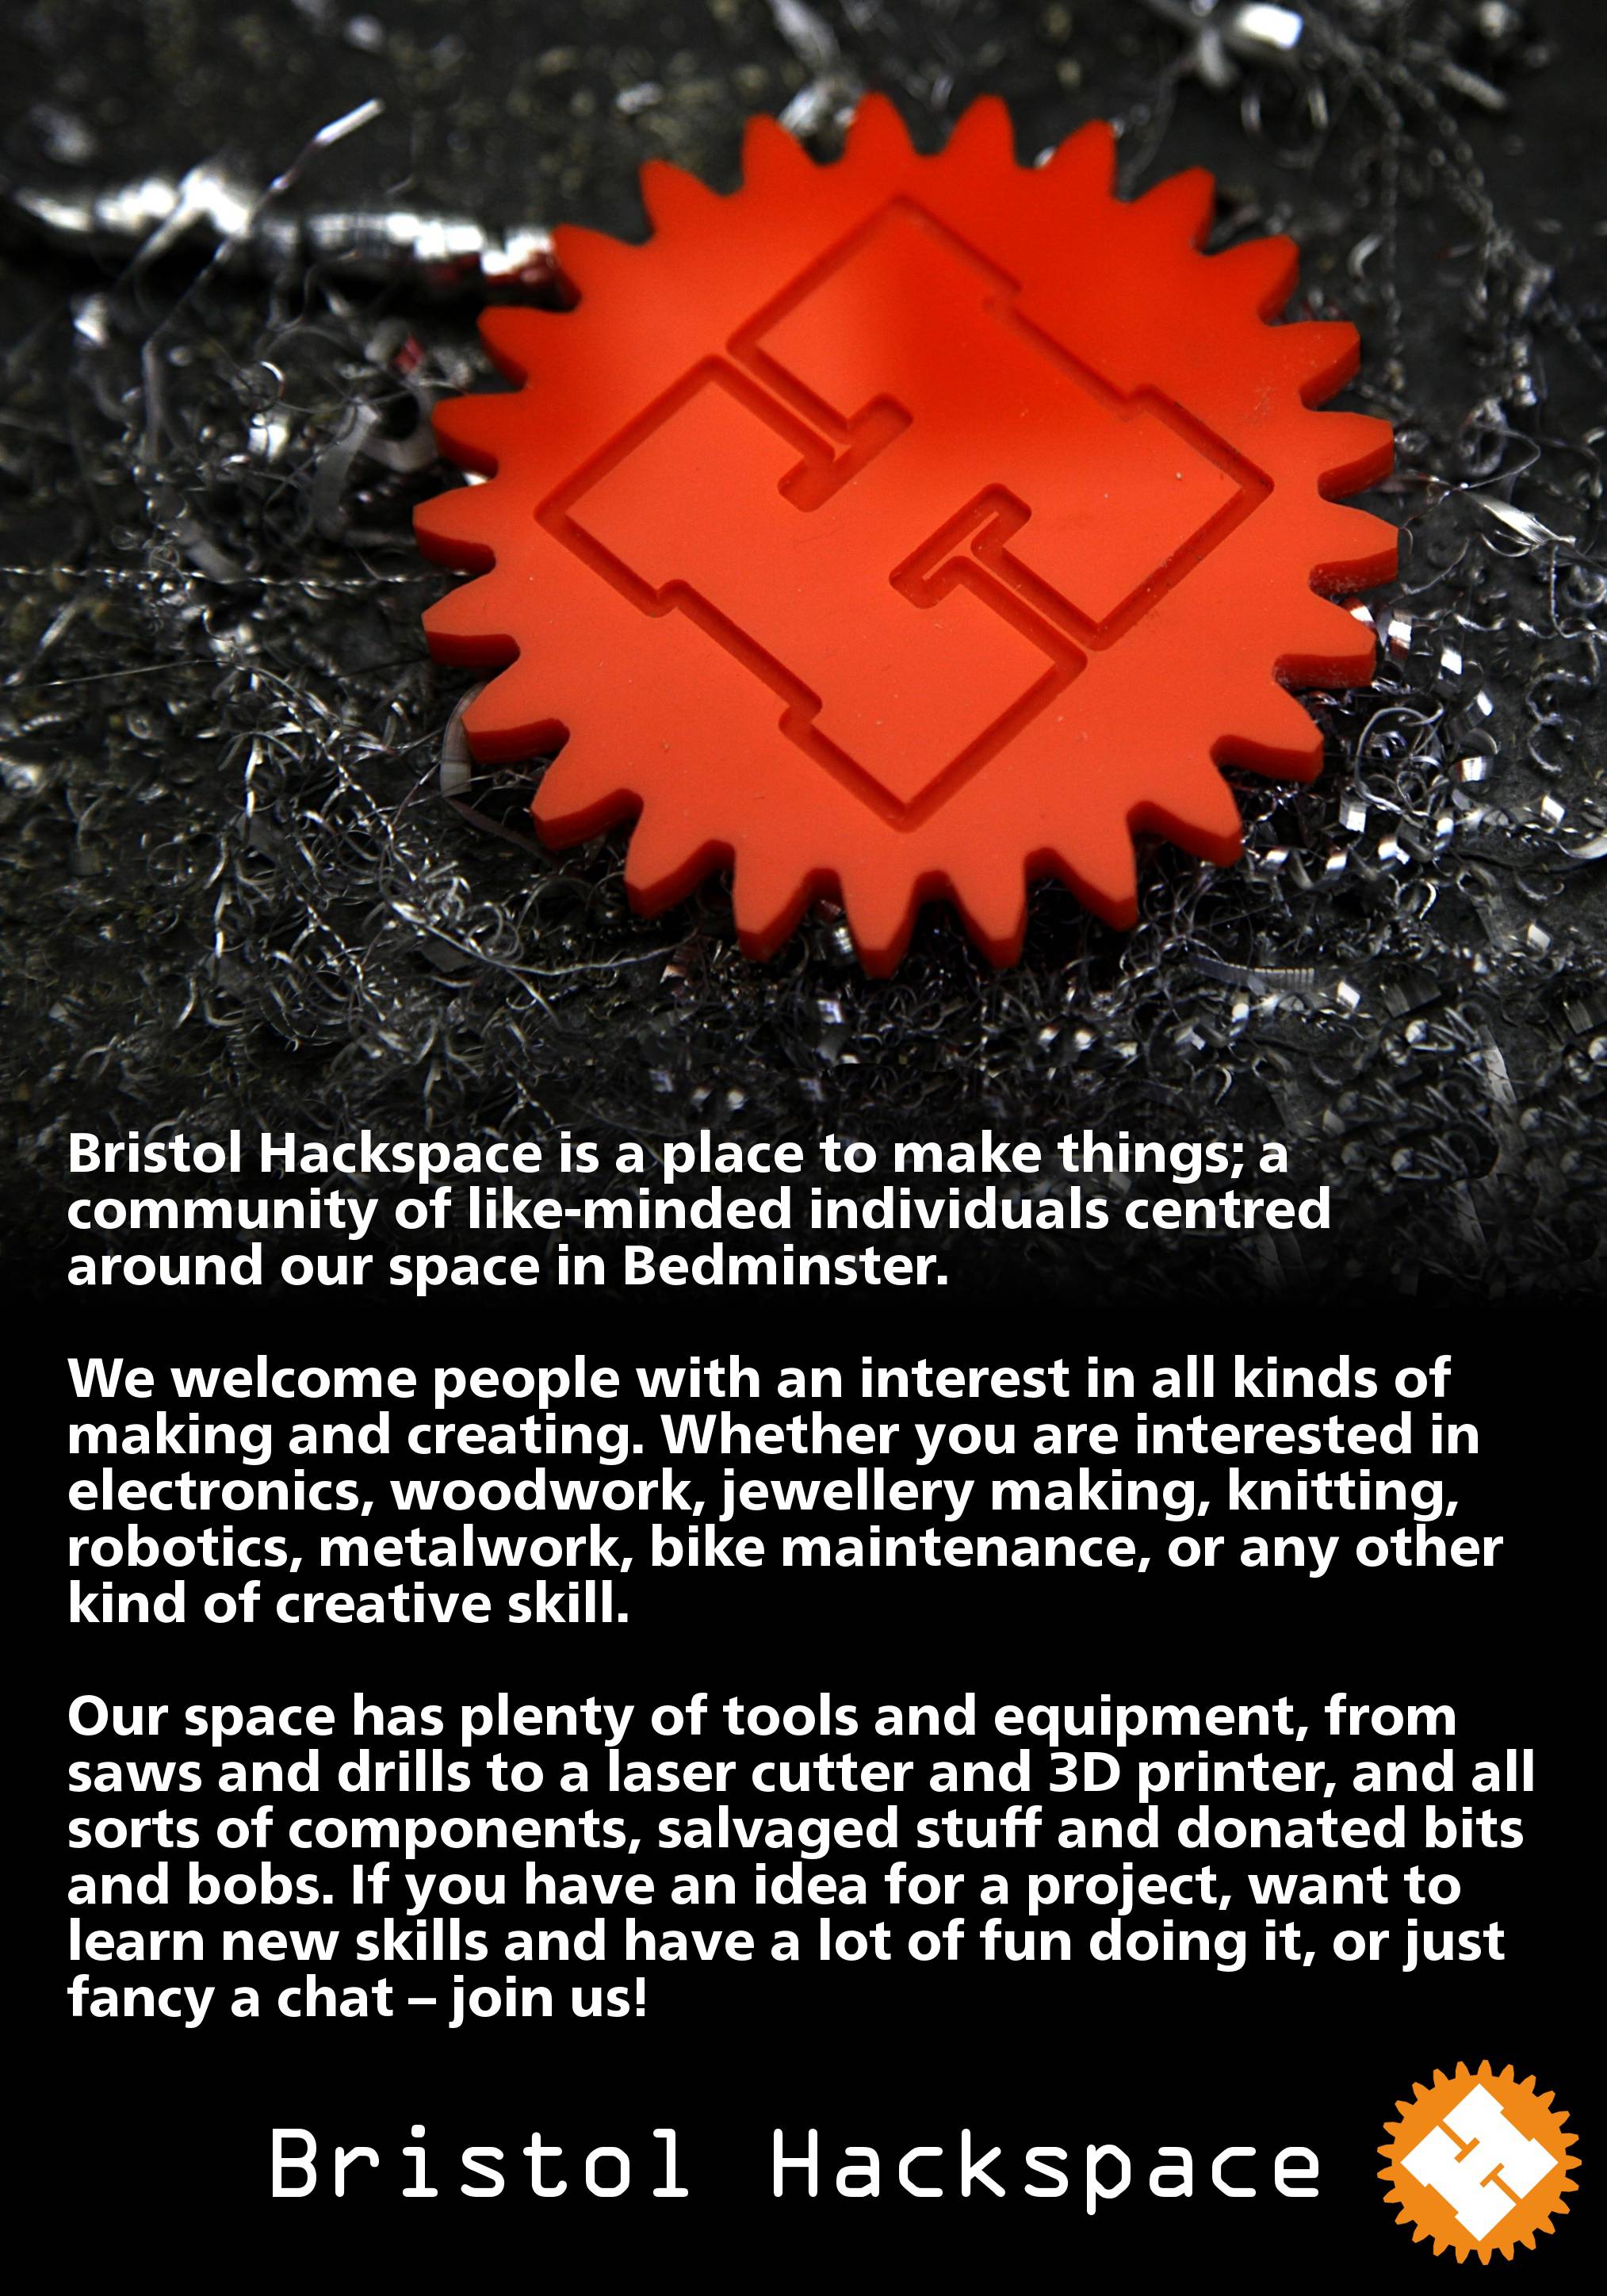 Bristol Hackspace is a place to make things; a
community of like-minded individuals centred
around our space in Bedminster.
We welcome people with an interest in all kinds of
making and creating. Whether you are interested in
electronics, woodwork, jewellery making, knitting,
robotics, metalwork, bike maintenance, or any other
kind of creative skill.
Our space has plenty of tools and equipment, from
saws and drills to a laser cutter and 3D printer, and all
sorts of components, salvaged stuff and donated bits
and bobs. If you have an idea for a project, want to
learn new skills and have a lot of fun doing it, or just
fancy a chat – join us!
Bristol Hackspace